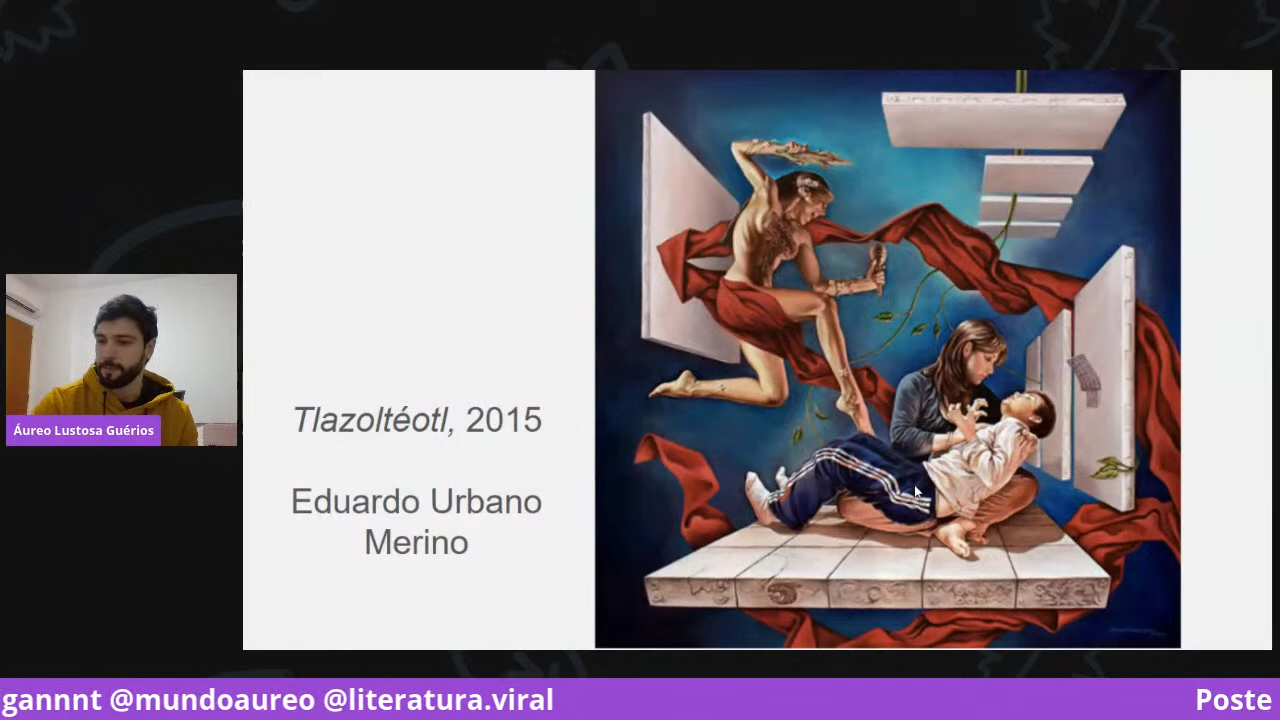 Tlazoltéotl, 2015
Eduardo Urbano
Merino
Áureo Lustosa Guérios
gannnt @mundoaureo @literatura.viral
Poste